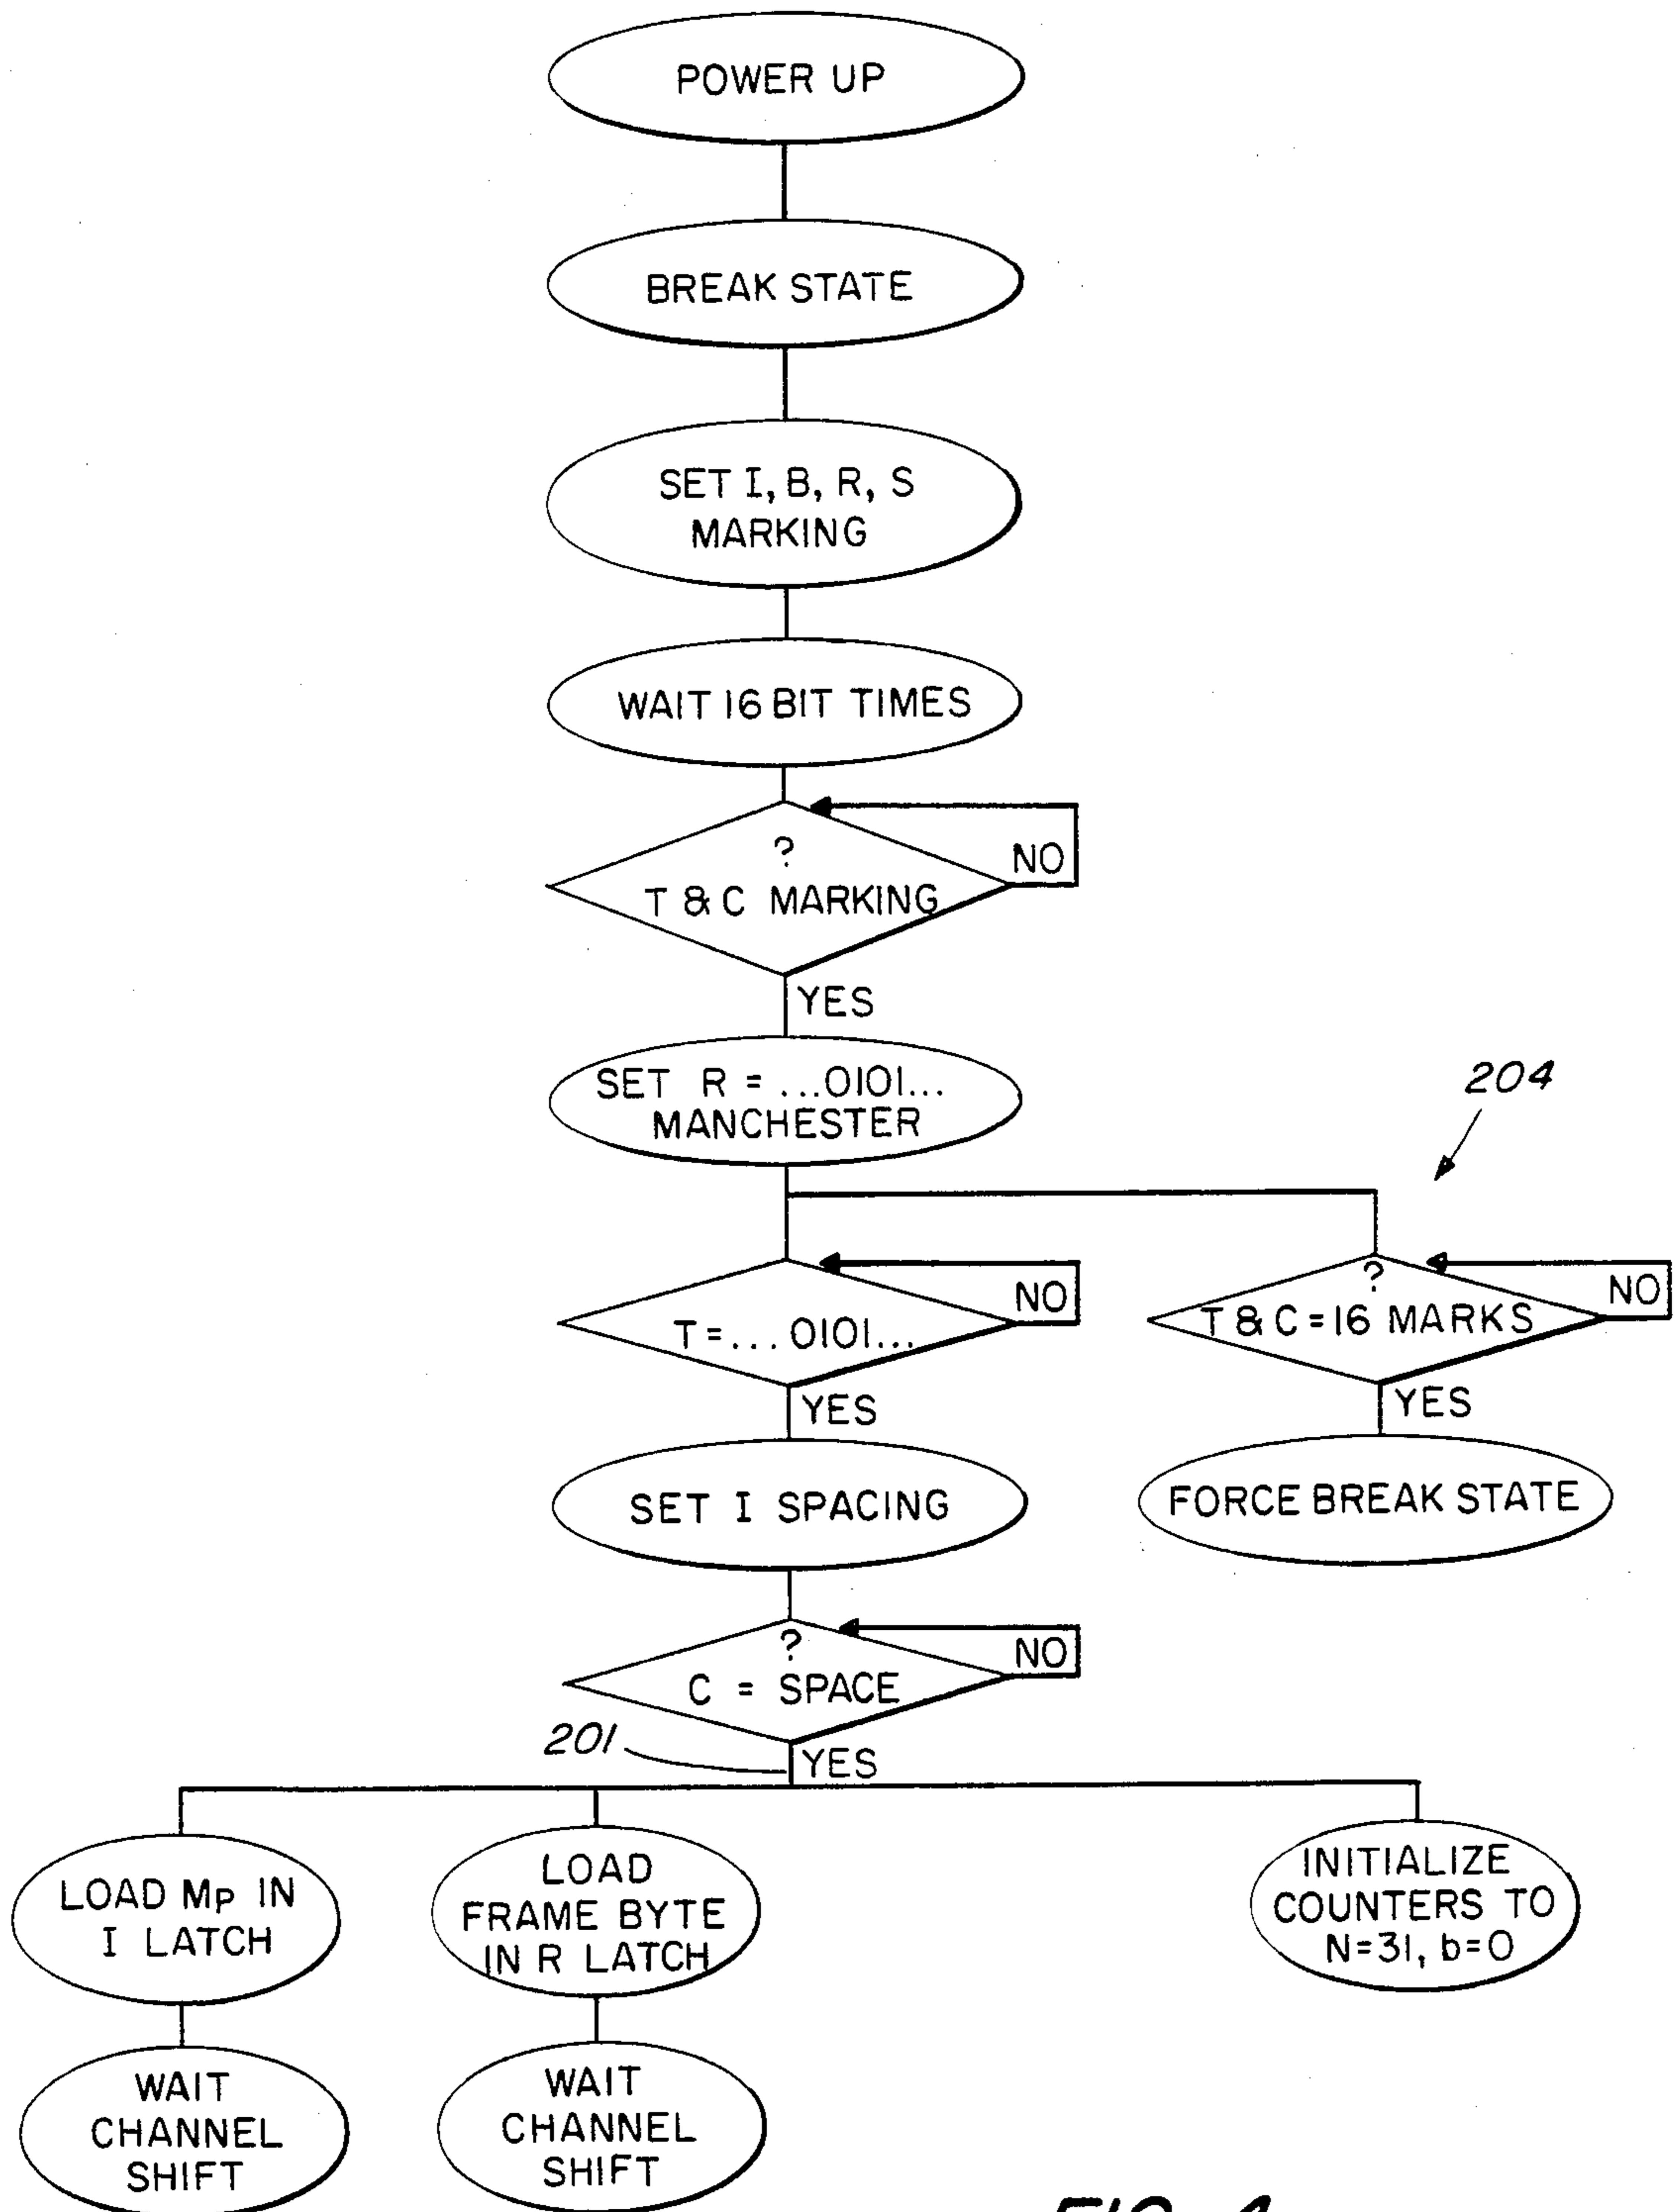 POWER UP
BREAK STATE
SET I, B, R, S
MARKING
WAIT 16 BIT TIMES
?
T & C MARKING
NO
YES
SET R = ...0101...
MANCHESTER
204
T = ... 0101...
NO
YES
?
T & C = 16 MARKS
NO
YES
SET I SPACING
FORCE BREAK STATE
?
C = SPACE
NO
201
YES
LOAD Mp IN
I LATCH
LOAD
FRAME BYTE
IN R LATCH
INITIALIZE
COUNTERS TO
N=31, b=0
WAIT
CHANNEL
SHIFT
WAIT
CHANNEL
SHIFT